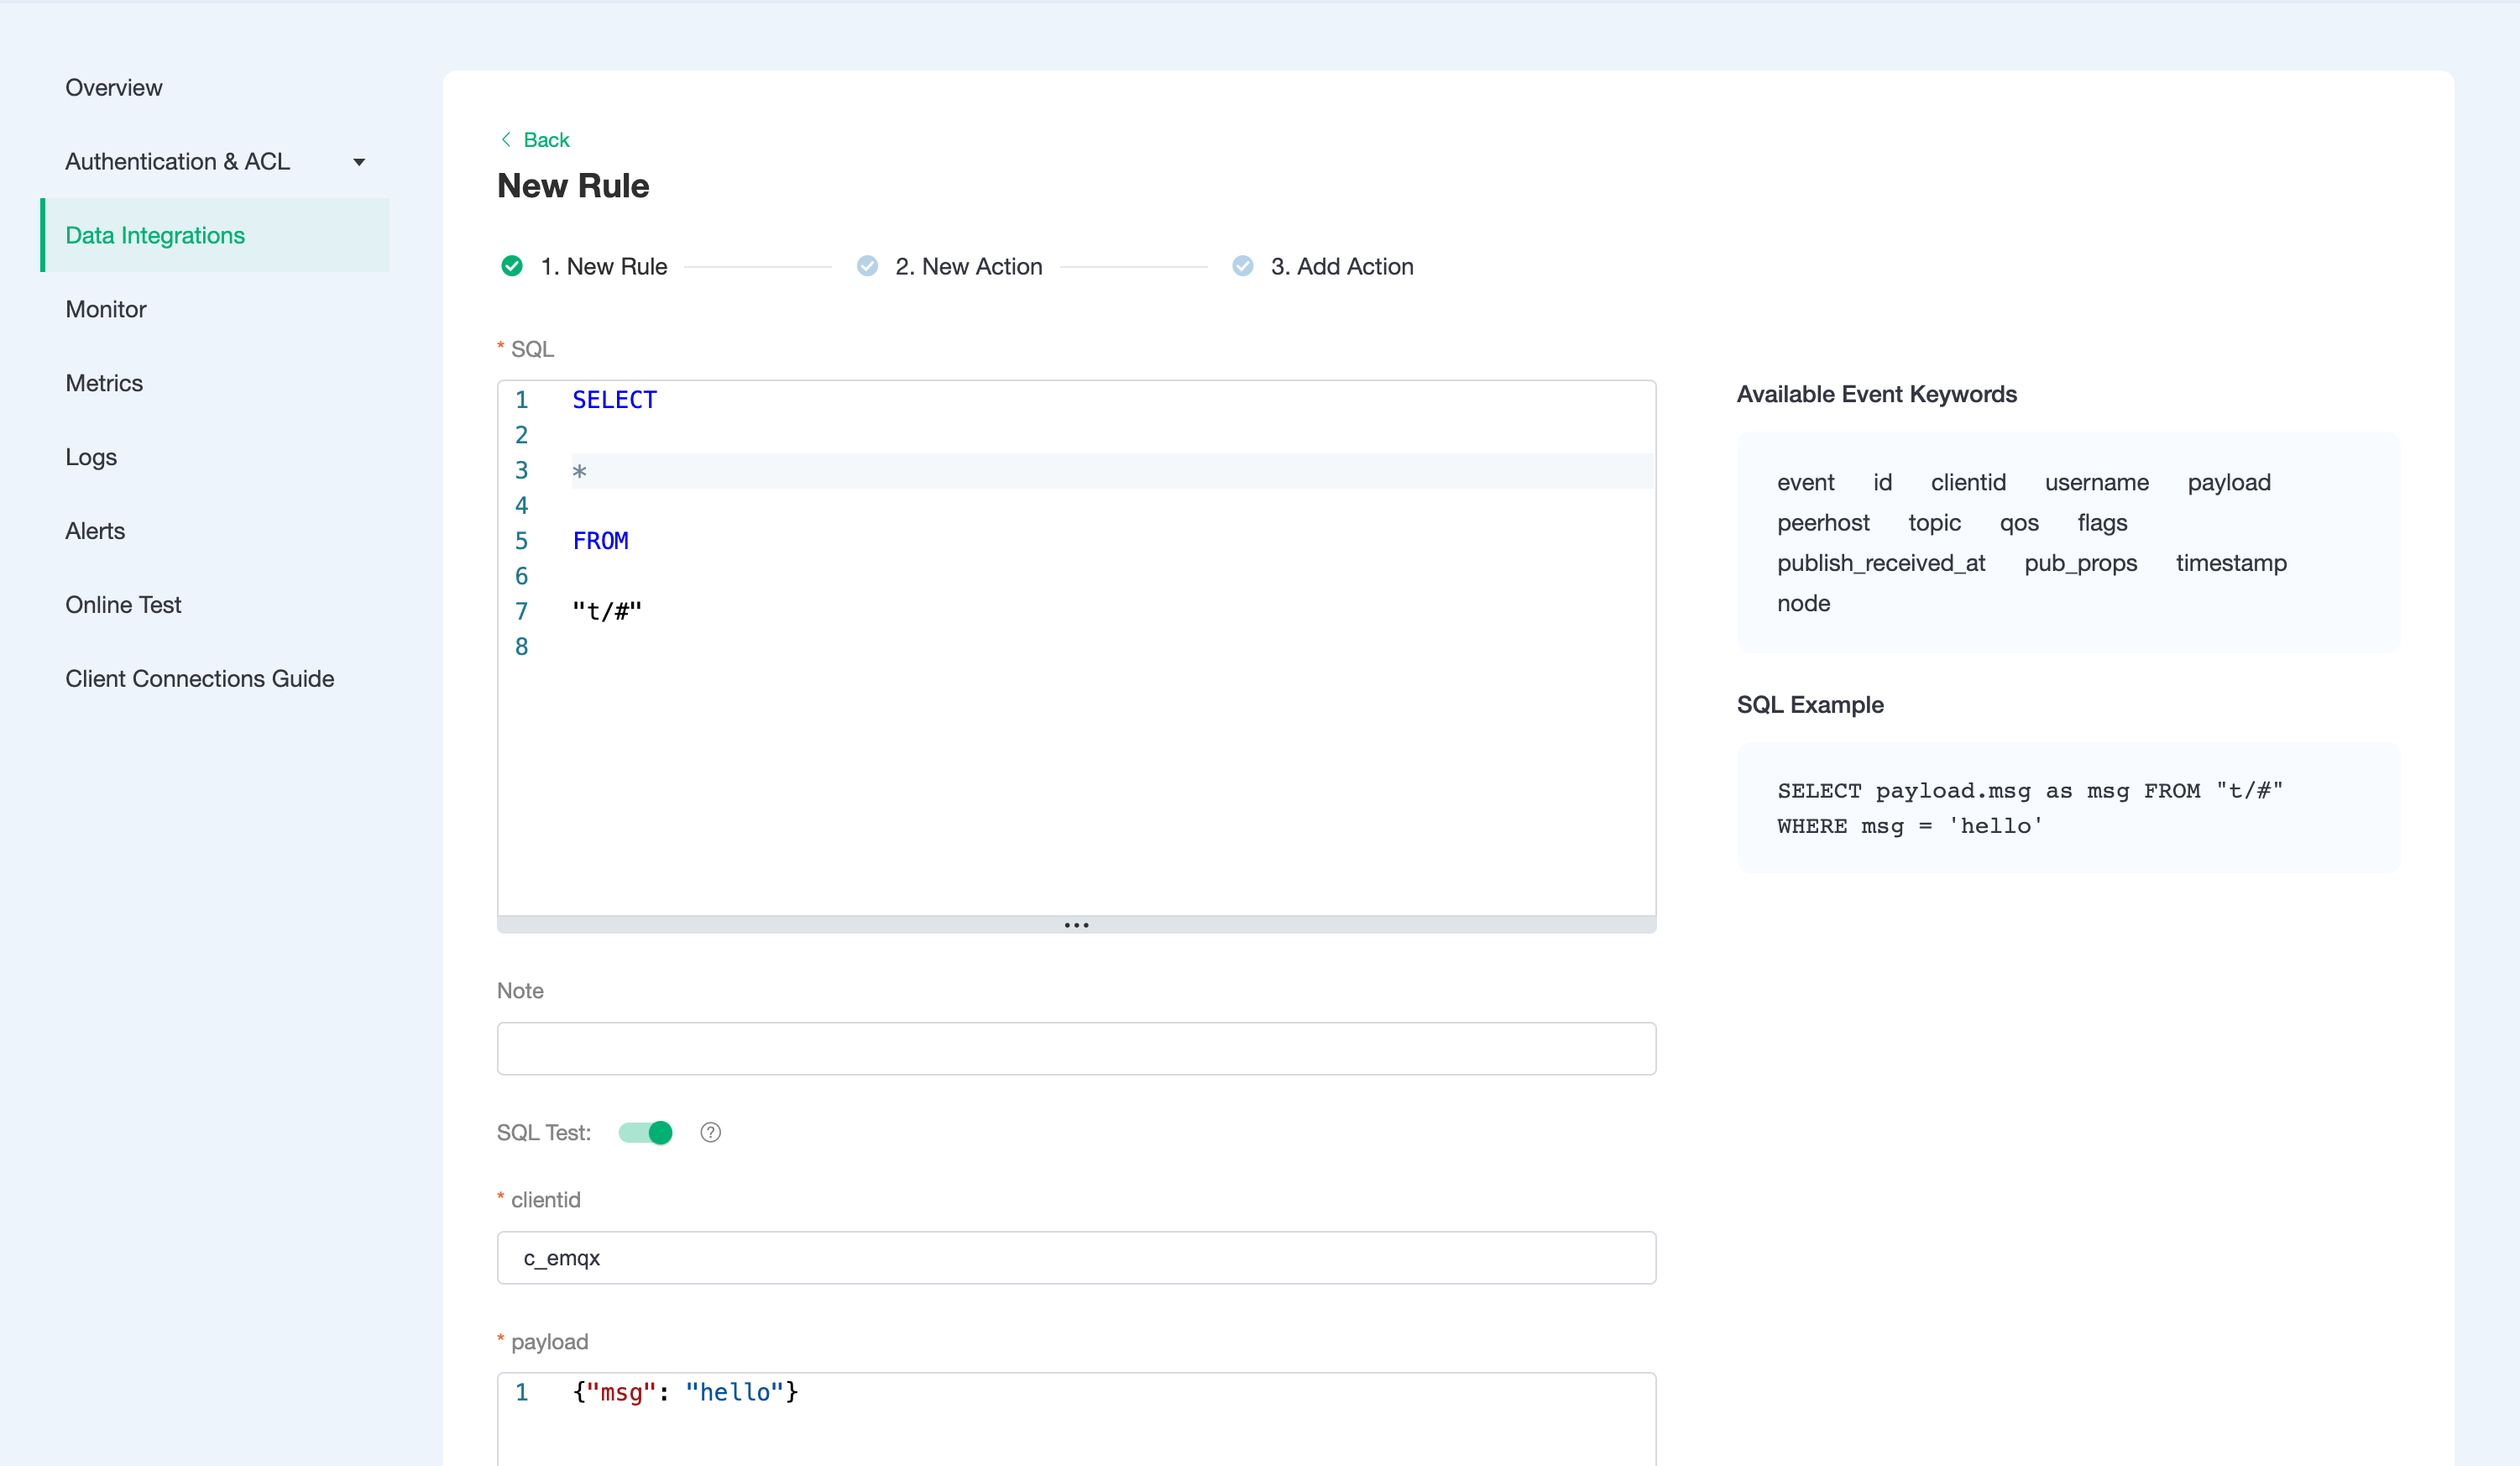 Overview
Authentication & ACL
Data Integrations
Monitor
Metrics
Logs
Alerts
Online Test
Client Connections Guide
Back
New Rule
1. New Rule
2. New Action
3. Add Action
* SQL
1 SELECT
2
3 *
4
5 FROM
6
7 "t/#"
8
Available Event Keywords
event id clientid username payload
peerhost topic qos flags
publish_received_at pub_props timestamp
node
SQL Example
SELECT payload.msg as msg FROM "t/#"
WHERE msg = 'hello'
Note
SQL Test:
* clientid
c_emqx
* payload
1 {"msg": "hello"}